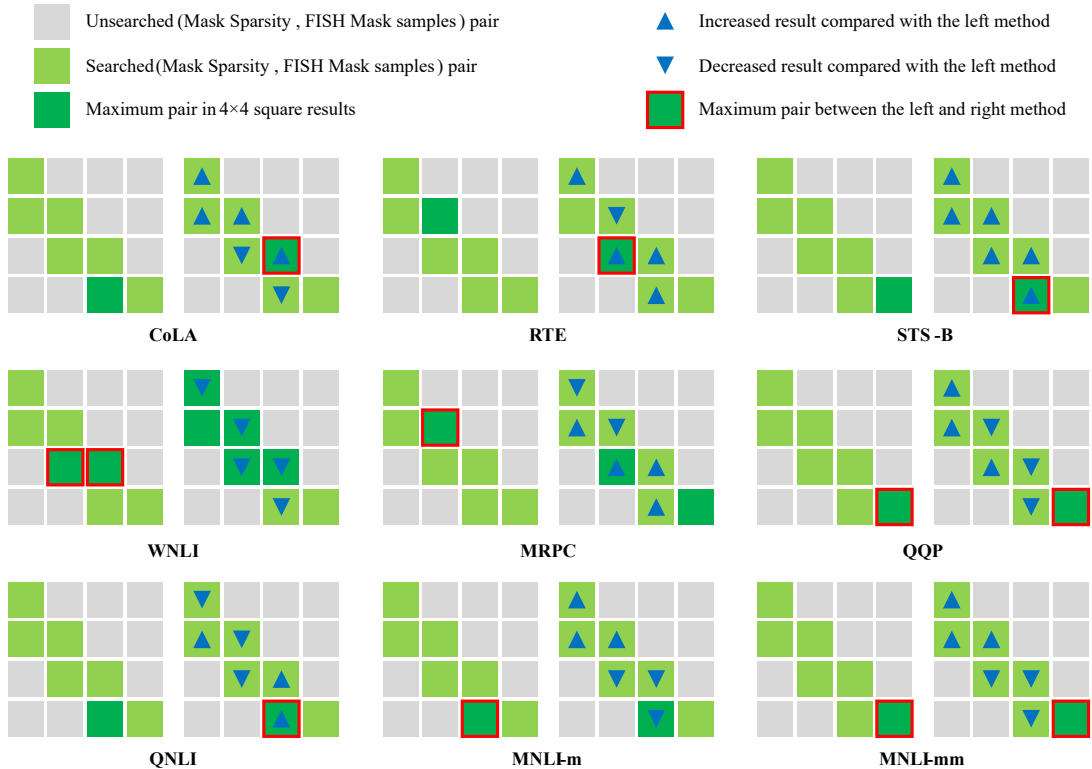 Unsearched (Mask Sparsity , FISH Mask samples ) pair
Increased result compared with the left method
Searched (Mask Sparsity , FISH Mask samples ) pair
Decreased result compared with the left method
Maximum pair in 4×4 square results
Maximum pair between the left and right method
CoLA
RTE
STS -B
WNLI
MRPC
QQP
QNLI
MNLI-m
MNLI-mm